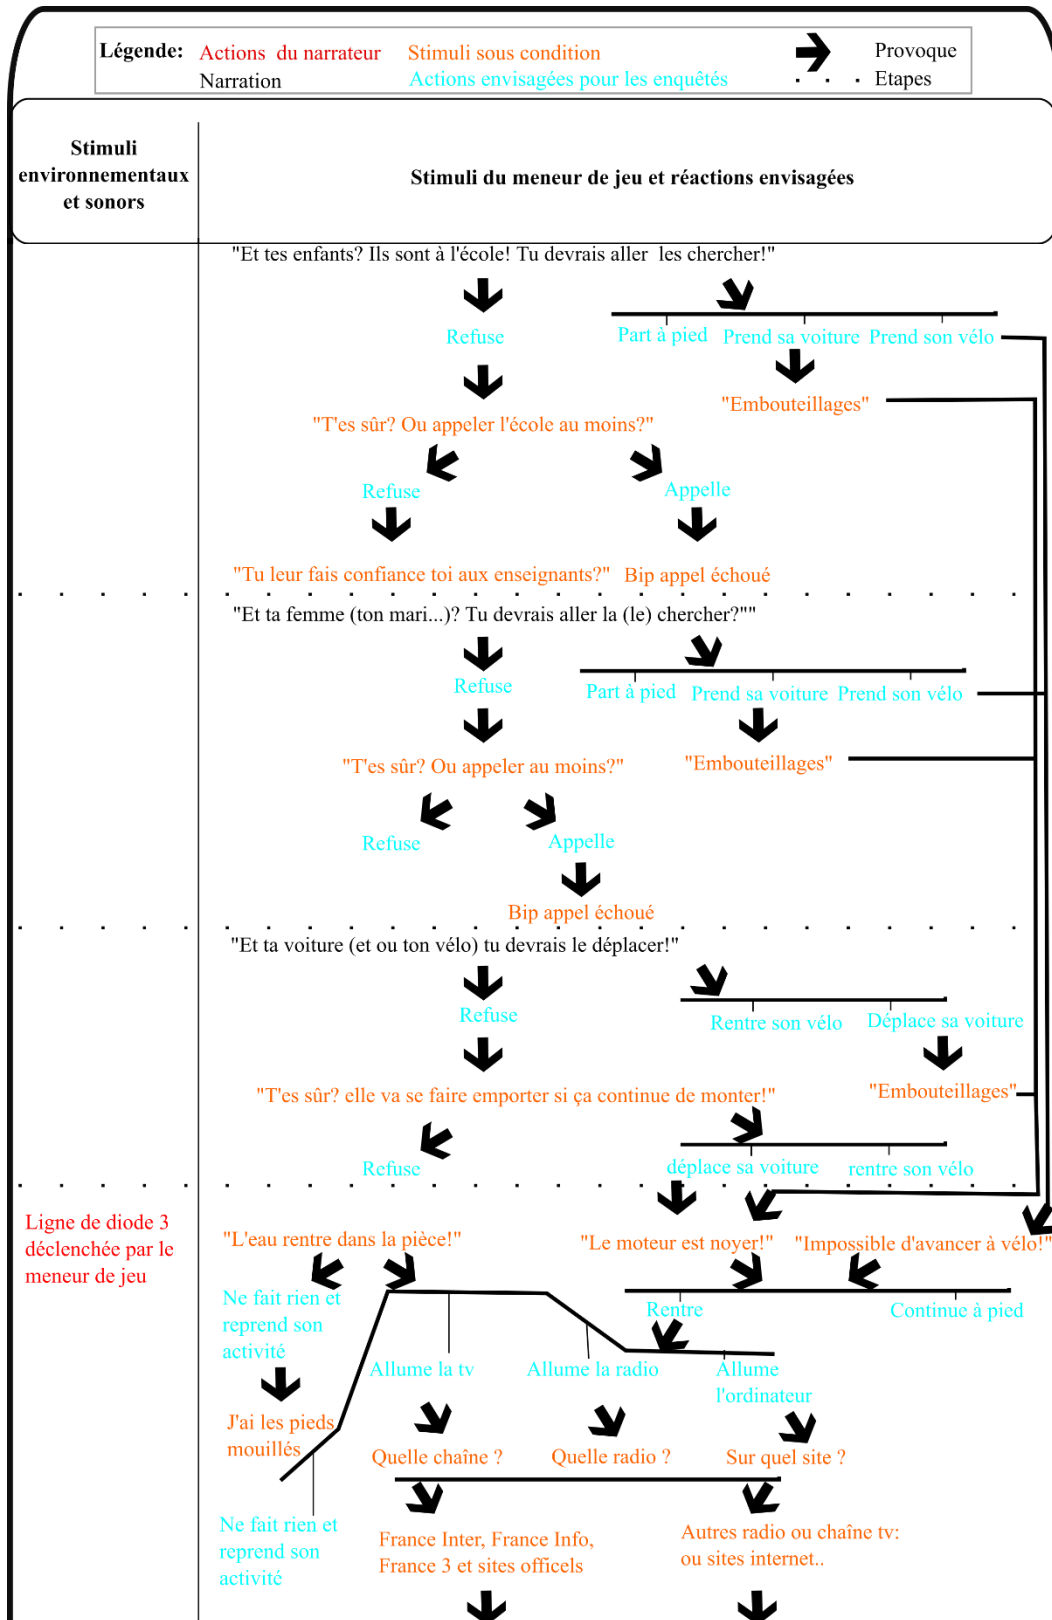 Légende: Actions du narrateur Stimuli sous condition Provoque
Narration Actions envisagées pour les enquêtés Etapes
Stimuli
environnementaux
et sonors
Stimuli du meneur de jeu et réactions envisagées
"Et tes enfants? Ils sont à l'école! Tu devrais aller les chercher!"
Refuse Part à pied Prend sa voiture Prend son vélo
"Embouteillages"
"T'es sûr? Ou appeler l'école au moins?"
Refuse Appelle
"Tu leur fais confiance toi aux enseignants?" Bip appel échoué
"Et ta femme (ton mari...)? Tu devrais aller la (le) chercher?""
Refuse Part à pied Prend sa voiture Prend son vélo
"T'es sûr? Ou appeler au moins?" "Embouteillages"
Refuse Appelle
Bip appel échoué
"Et ta voiture (et ou ton vélo) tu devrais le déplacer!"
Refuse Rentre son vélo Déplace sa voiture
"T'es sûr? elle va se faire emporter si ça continue de monter!" "Embouteillages"
Refuse déplace sa voiture rentre son vélo
Ligne de diode 3
déclenchée par le
meneur de jeu
"L'eau rentre dans la pièce!" "Le moteur est noyer!" "Impossible d'avancer à vélo!"
Ne fait rien et
reprend son
activité
Rentre Continue à pied
Allume la tv Allume la radio Allume
l'ordinateur
J'ai les pieds
mouillés
Quelle chaîne ? Quelle radio ? Sur quel site ?
Ne fait rien et
reprend son
activité
France Inter, France Info,
France 3 et sites officels
Autres radio ou chaîne tv:
ou sites internet..